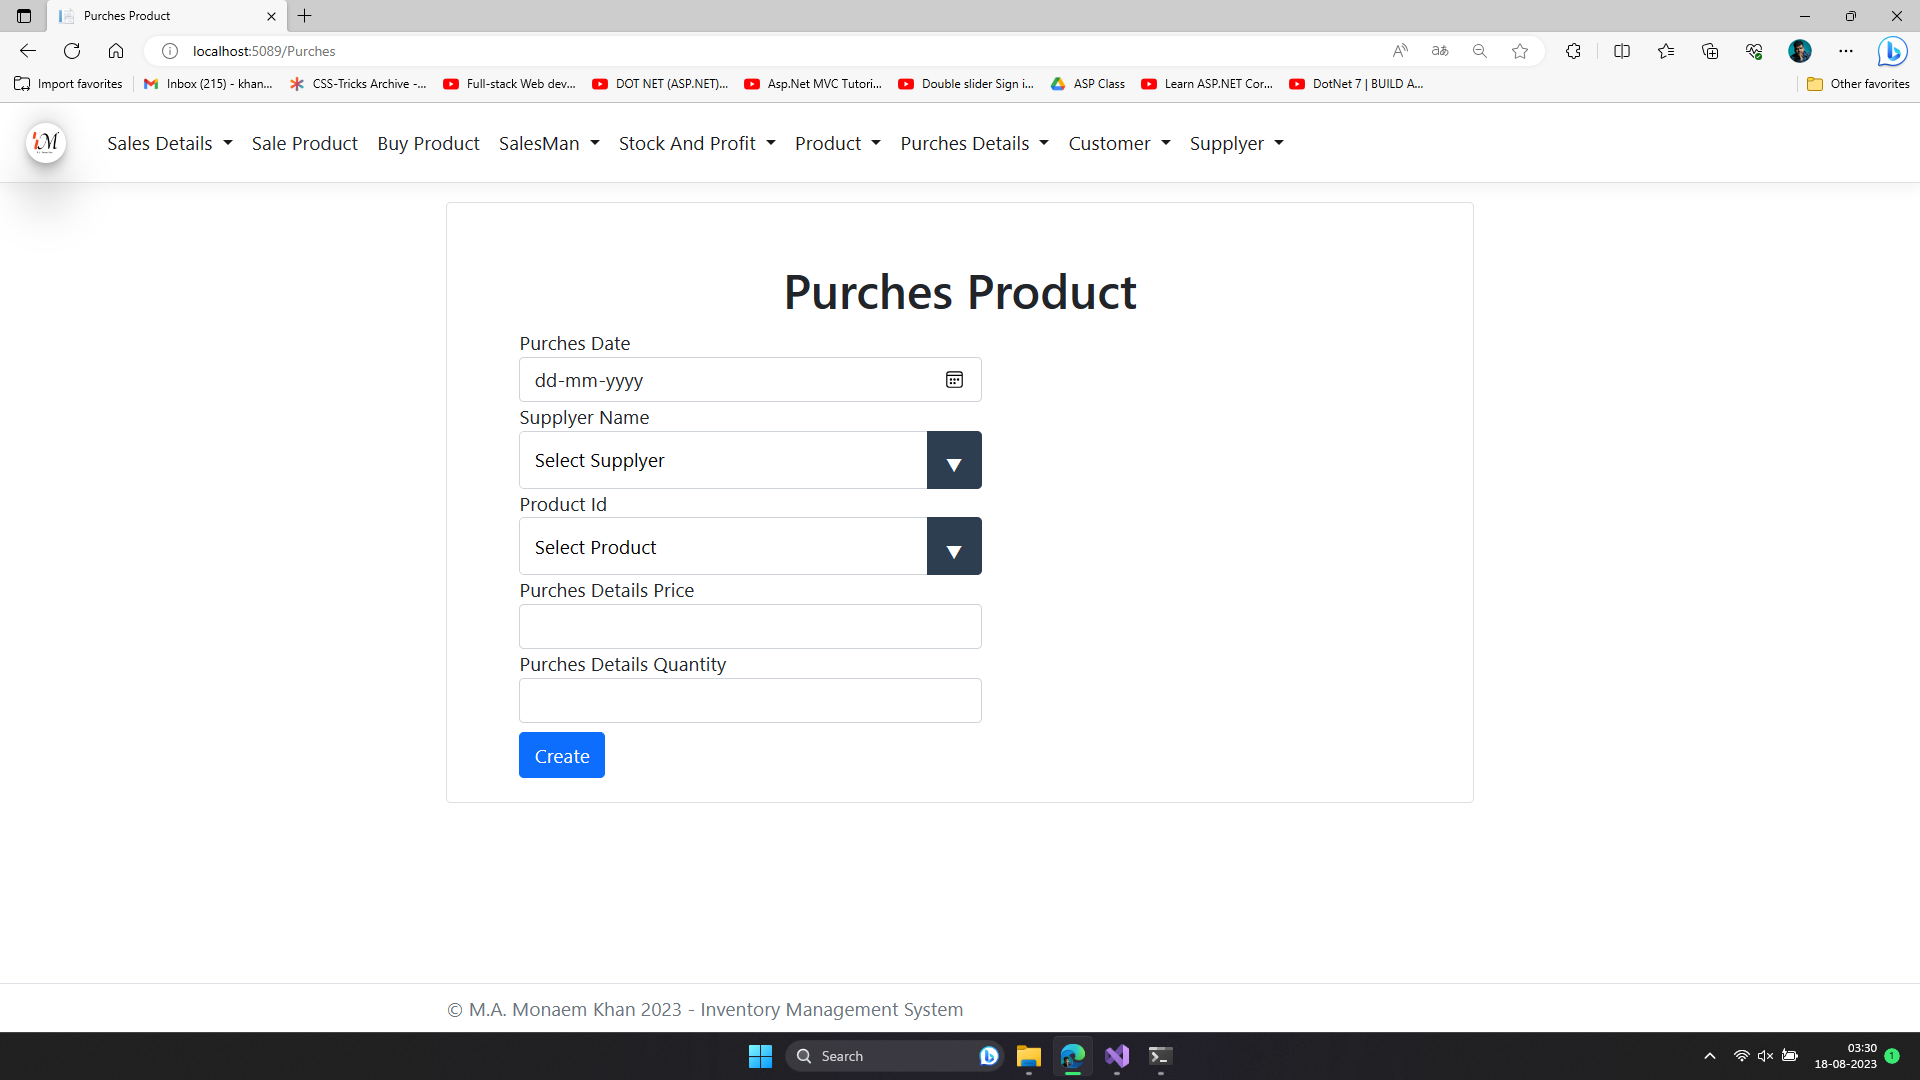 Purches Product
localhost:5089/Purches
Import favorites
Inbox (215) - khan...
CSS-Tricks Archive -...
Full-stack Web dev...
DOT NET (ASP.NET)...
Asp.Net MVC Tutori...
Double slider Sign i...
ASP Class
Learn ASP.NET Cor...
DotNet 7 | BUILD A...
Other favorites
Sales Details
Sale Product
Buy Product
SalesMan
Stock And Profit
Product
Purches Details
Customer
Supplyer
Purches Product
Purches Date
dd-mm-yyyy
Supplyer Name
Select Supplyer
Product Id
Select Product
Purches Details Price
Purches Details Quantity
Create
© M.A. Monaem Khan 2023 - Inventory Management System
Search
03:30
18-08-2023
1